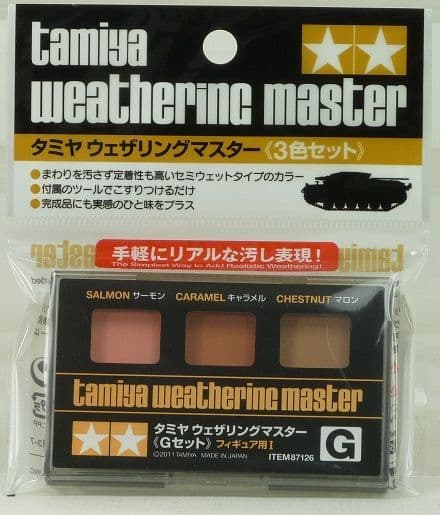 tamiya
weathering master
タミヤ ウェザリングマスター《3色セット》
●まわりを汚さず定着性も高いセミウェットタイプのカラー
●付属のツールでこすりつけるだけ
●完成品にも実感のひと味をプラス
手軽にリアルな汚し表現!
The Simplest Way to Add Realistic Weathering!
SALMON サーモン CARAMEL キャラメル CHESTNUT マロン
tamiya weathering master
タミヤ ウェザリングマスター
《Gセット》フィギュア用I
©2011 TAMIYA MADE IN JAPAN
ITEM87126
G